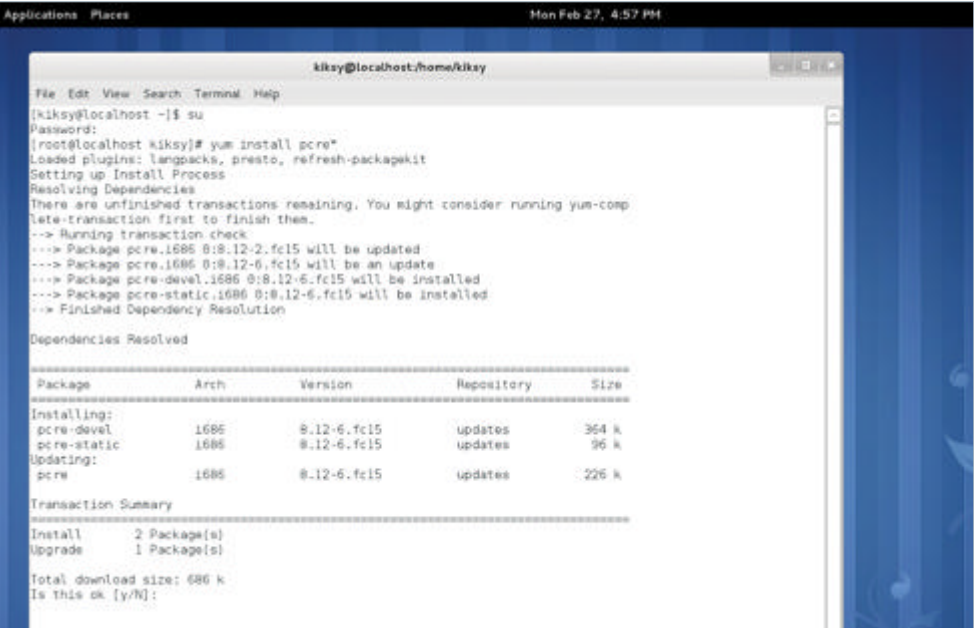 Applications Places Mon Feb 27, 4:57 PM
kiksy@localhost:/home/kiksy
File Edit View Search Terminal Help
[kiksy@localhost ~]$ su
Password:
[root@localhost kiksy]# yum install pcre*
Loaded plugins: langpacks, presto, refresh-packagekit
Setting up Install Process
Resolving Dependencies
There are unfinished transactions remaining. You might consider running yum-comp
lete-transaction first to finish them.
--> Running transaction check
---> Package pcre.i686 0:8.12-2.fc15 will be updated
---> Package pcre.i686 0:8.12-6.fc15 will be an update
---> Package pcre-devel.i686 0:8.12-6.fc15 will be installed
---> Package pcre-static.i686 0:8.12-6.fc15 will be installed
--> Finished Dependency Resolution
Dependencies Resolved
================================================================================
Package Arch Version Repository Size
================================================================================
Installing:
pcre-devel i686 8.12-6.fc15 updates 364 k
pcre-static i686 8.12-6.fc15 updates 96 k
Updating:
pcre i686 8.12-6.fc15 updates 226 k
Transaction Summary
================================================================================
Install 2 Package(s)
Upgrade 1 Package(s)
Total download size: 686 k
Is this ok [y/N]: